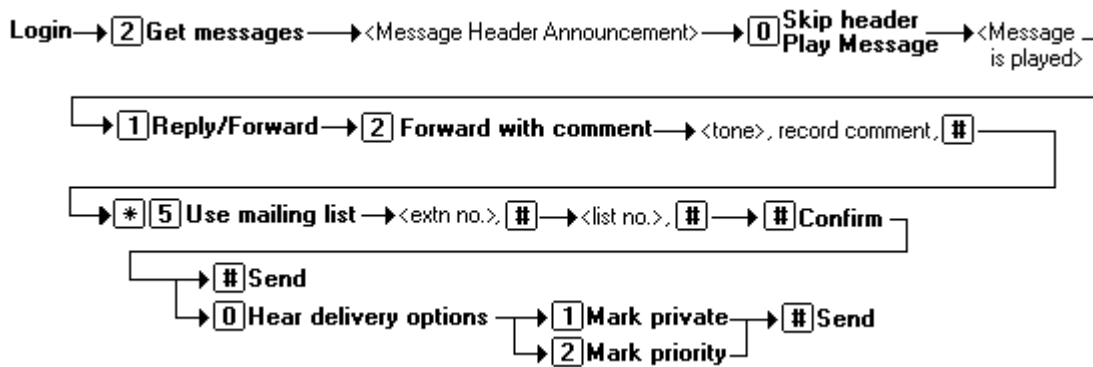 Login 2 Get messages <Message Header Announcement> 0 Skip header Play Message <Message is played>
1 Reply/Forward 2 Forward with comment <tone>, record comment, #
* 5 Use mailing list <extn no.>, # <list no.>, # # Confirm
# Send
0 Hear delivery options 1 Mark private # Send
2 Mark priority